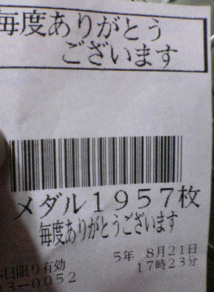 毎度ありがとう
ございます
メダル1957枚
毎度ありがとうございます
5年 8月21日
日限り有効 17時23分
13-0052